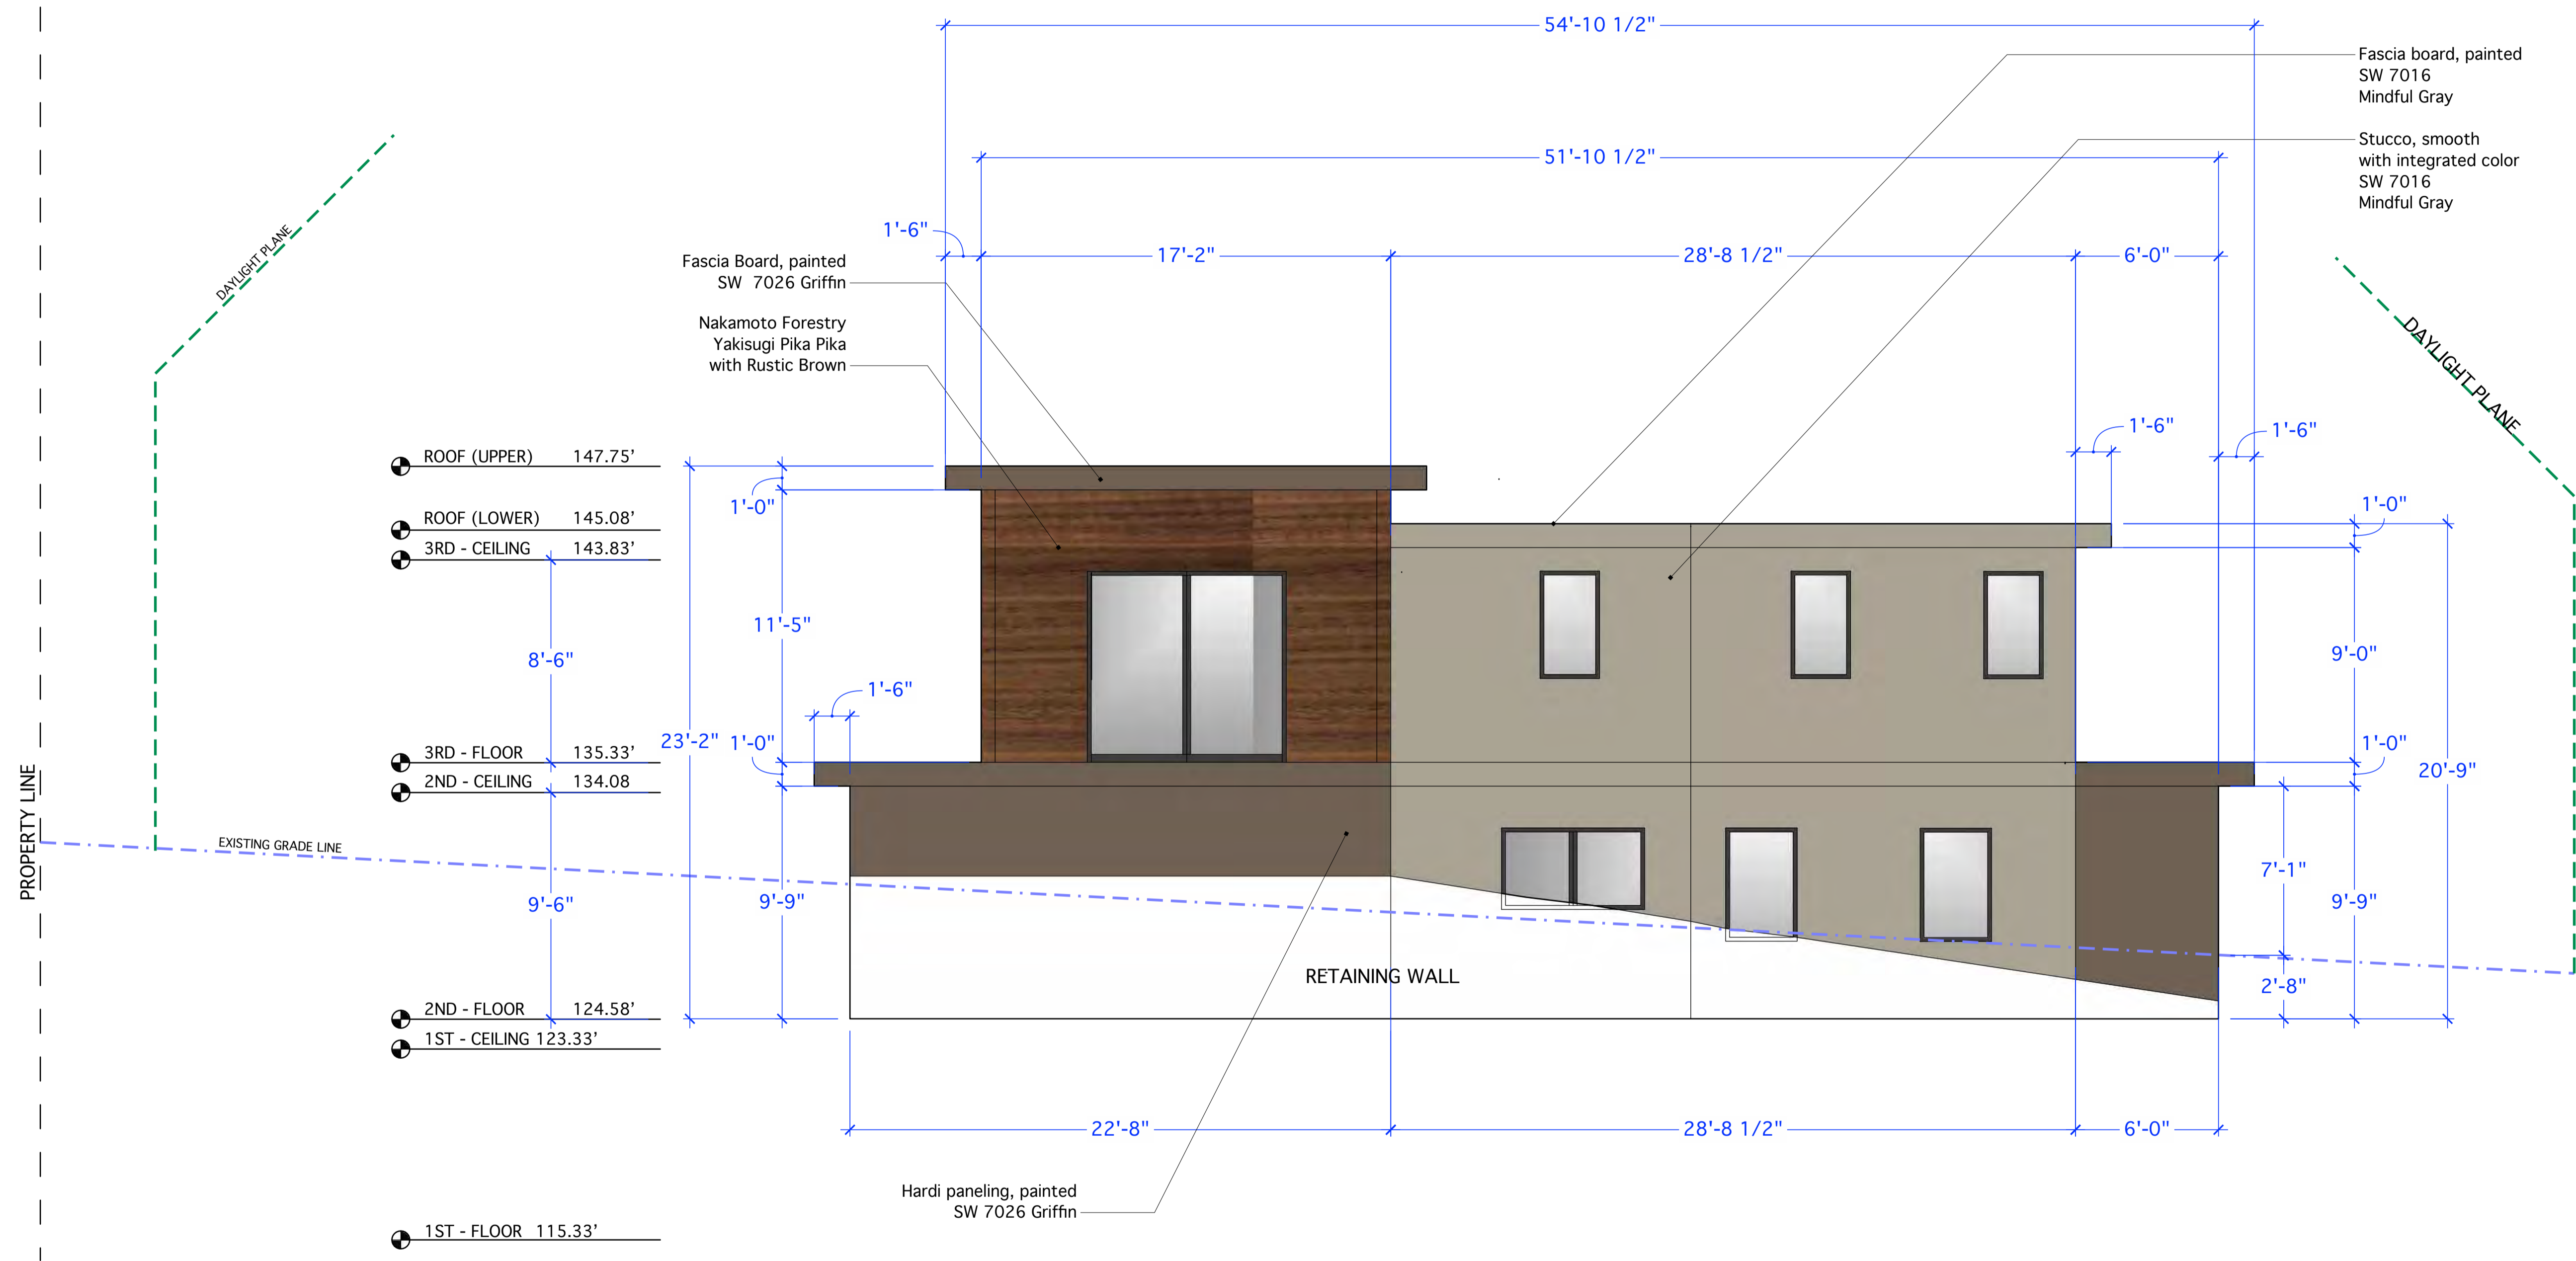 54'-10 1/2"
Fascia board, painted
SW 7016
Mindful Gray
Stucco, smooth
with integrated color
SW 7016
Mindful Gray
51'-10 1/2"
1'-6"
17'-2"
28'-8 1/2"
6'-0"
DAYLIGHT PLANE
Fascia Board, painted
SW 7026 Griffin
Nakamoto Forestry
Yakisugi Pika Pika
with Rustic Brown
DAYLIGHT PLANE
1'-6"
1'-6"
ROOF (UPPER) 147.75’
1'-0"
1'-0"
ROOF (LOWER) 145.08’
3RD - CEILING 143.83’
11'-5"
8'-6"
9'-0"
1'-6"
23'-2"
1'-0"
1'-0"
3RD - FLOOR 135.33’
20'-9"
2ND - CEILING 134.08
PROPERTY LINE
EXISTING GRADE LINE
7'-1"
9'-6"
9'-9"
9'-9"
RETAINING WALL
2'-8"
2ND - FLOOR 124.58’
1ST - CEILING 123.33’
22'-8"
28'-8 1/2"
6'-0"
Hardi paneling, painted
SW 7026 Griffin
1ST - FLOOR 115.33’